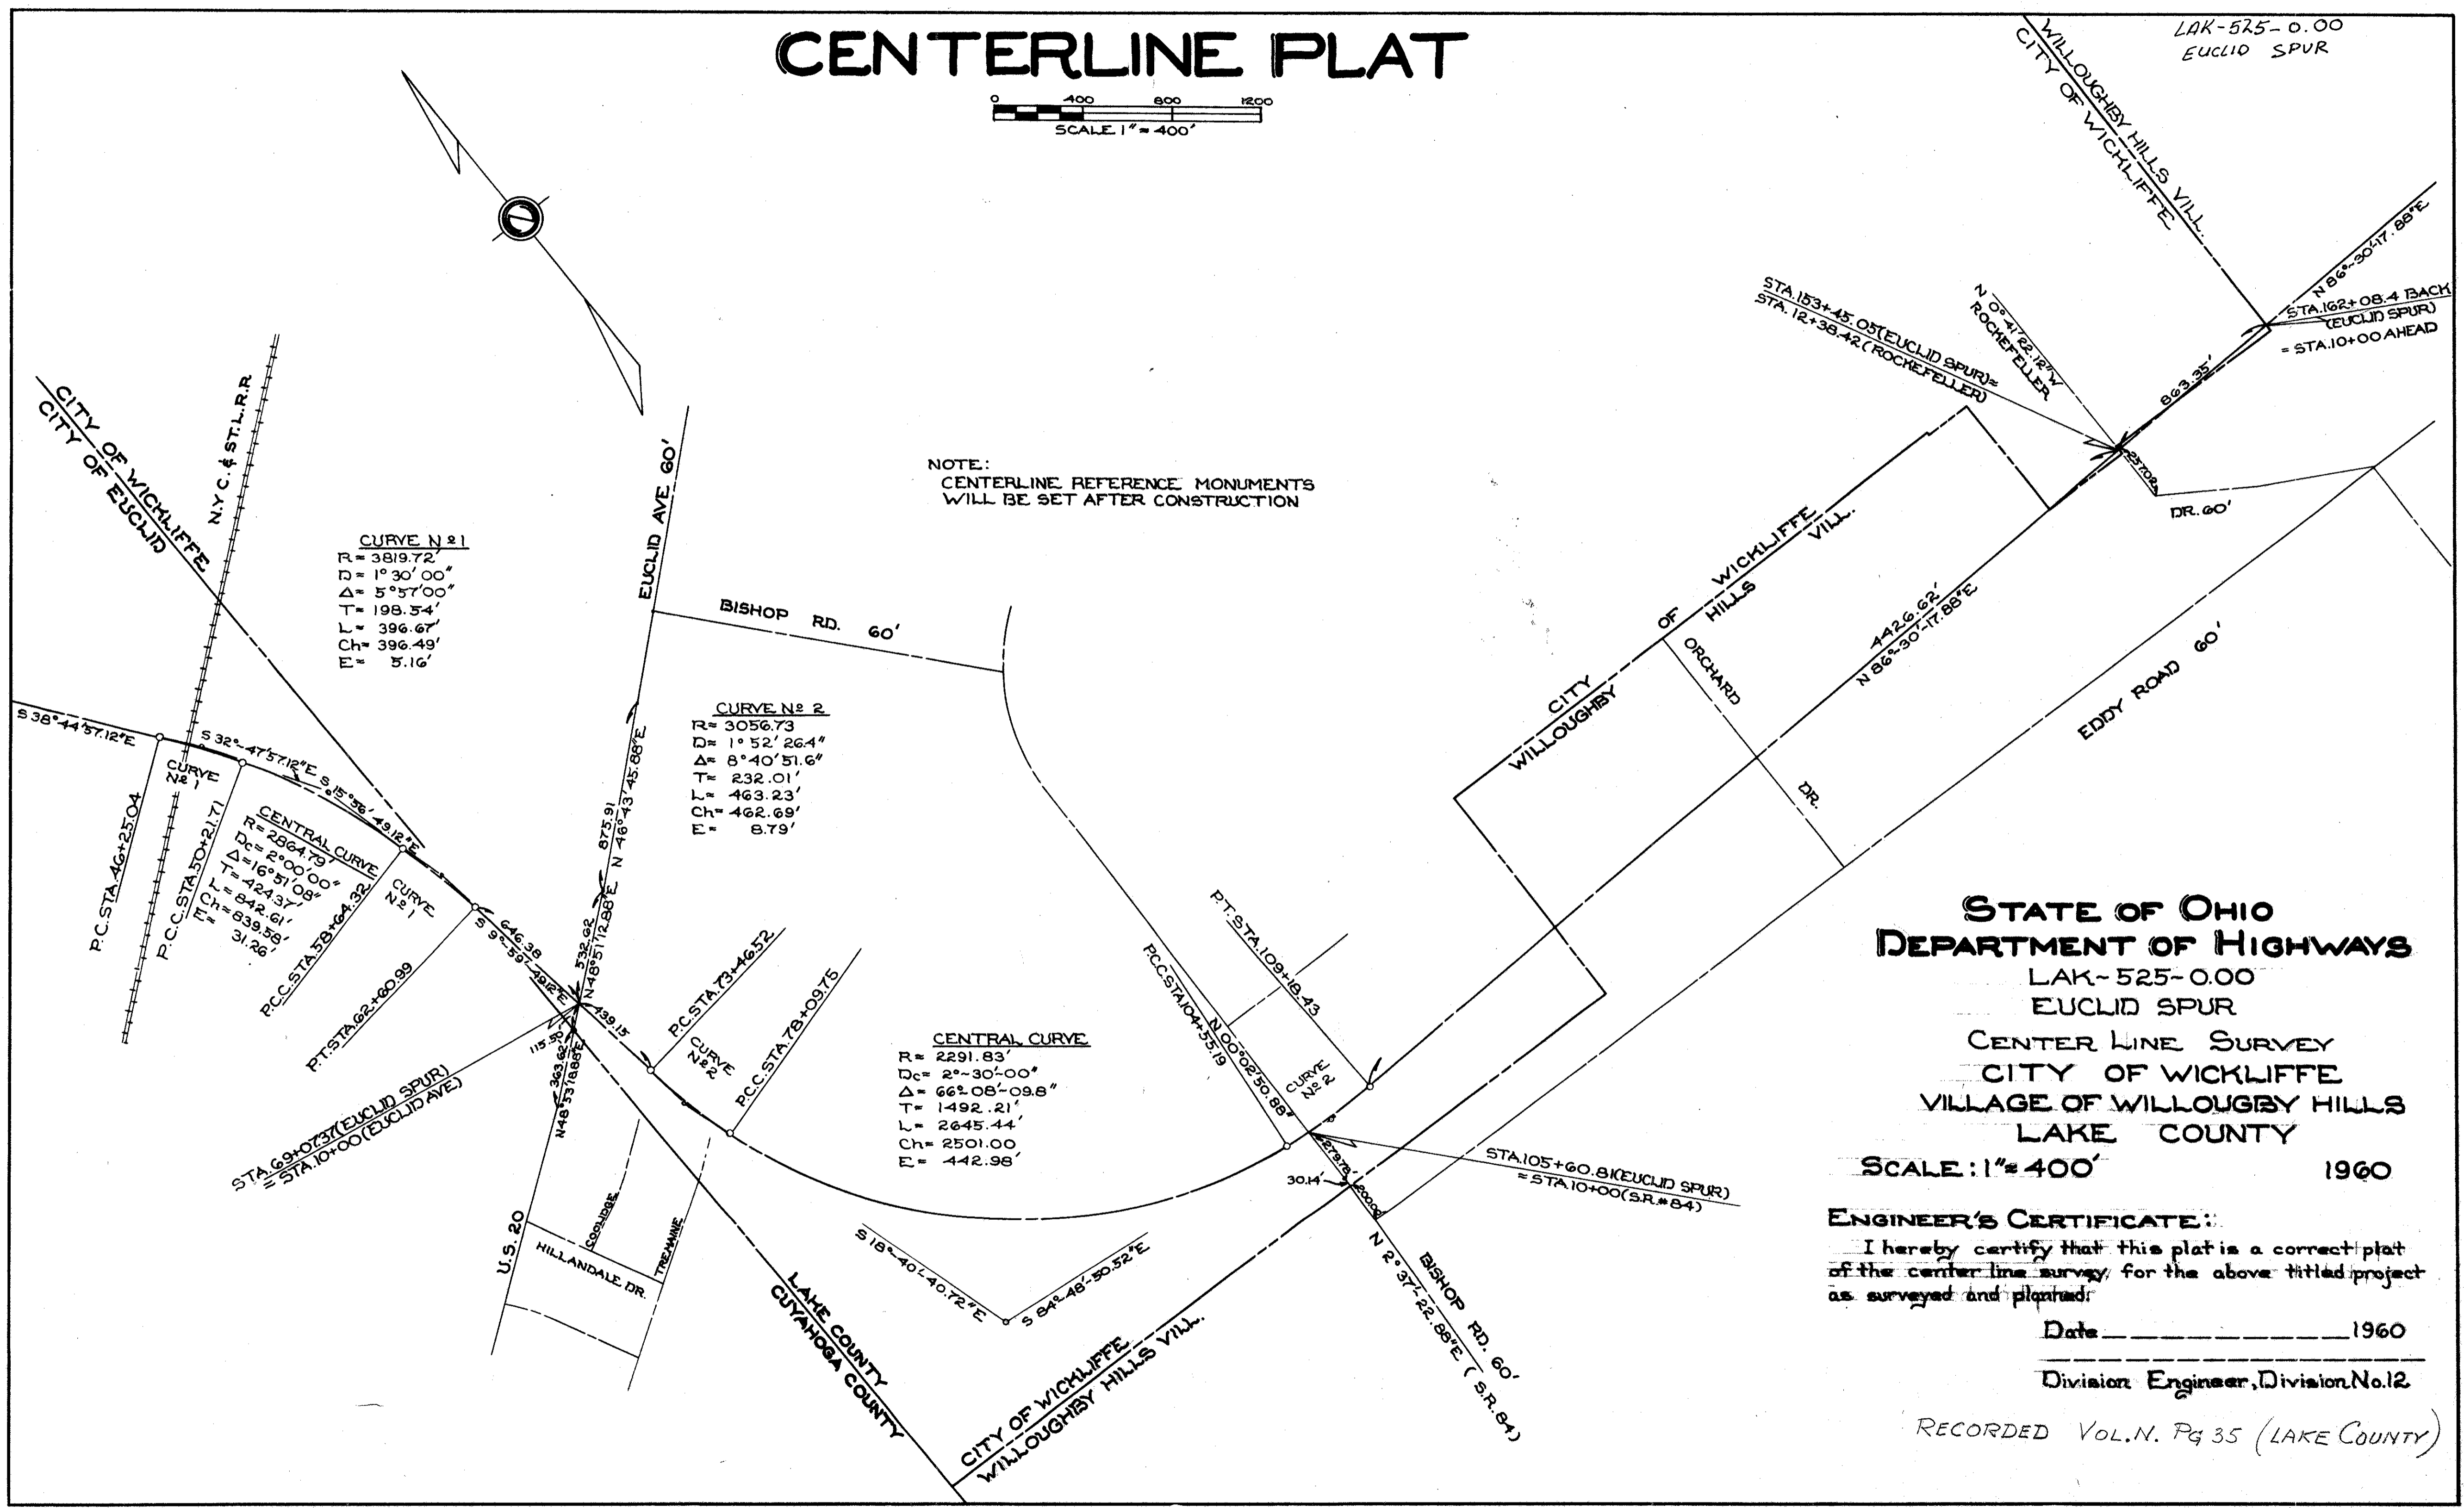 CENTERLINE PLAT
0 400 800 1200
SCALE 1"= 400'
LAK-525-0.00
EUCLID SPUR
WILLOUGHBY HILLS VILL.
CITY OF WICKLIFFE
N 86°-30'-17.88"E
STA.162+08.4 BACK
(EUCLID SPUR)
= STA.10+00 AHEAD
STA.153+45.05(EUCLID SPUR)=
STA. 12+38.42(ROCKEFELLER)
N 0°-41'22.12"W
ROCKEFELLER
863.35'
257.02
DR. 60'
CITY OF WICKLIFFE
CITY OF EUCLID
N.Y.C. & ST.L.R.R
EUCLID AVE 60'
NOTE:
CENTERLINE REFERENCE MONUMENTS
WILL BE SET AFTER CONSTRUCTION
CURVE Nº1
R= 3819.72'
D= 1°30'00"
Δ= 5°57'00"
T= 198.54'
L= 396.67'
Ch= 396.49'
E= 5.16'
BISHOP RD. 60'
CURVE Nº 2
R= 3056.73
D= 1° 52' 26.4"
Δ= 8°40'51.6"
T= 232.01'
L= 463.23'
Ch= 462.69'
E= 8.79'
CITY OF WICKLIFFE
WILLOUGHBY HILLS VILL.
ORCHARD DR.
4426.62'
N 86°-30'-17.88"E
EDDY ROAD 60'
S 38°44'57.12"E
S 32°-47'57.12"E
S 15°56'-49.12"E
CURVE
Nº 1
P.C.STA.46+25.04
P.C.C.STA.50+21.71
CENTRAL CURVE
R= 2864.79'
Dc= 2°00'00"
Δ=16°51'08"
T= 424.37'
L= 842.61'
Ch= 839.58'
E= 31.26'
P.C.C.STA.58+64.32
CURVE
Nº 1
P.T.STA.62+60.99
646.38
S 9°-59'-49.12"E
875.91
N 46°43'45.88"E
532.62
N48°51'12.88"E
439.15
115.50'
363.62'
N48°53'18.88"E
STA.69+07.37(EUCLID SPUR)
= STA.10+00(EUCLID AVE)
P.C.STA.73+46.52
CURVE
Nº2
P.C.C.STA.78+09.75
CENTRAL CURVE
R= 2291.83'
Dc= 2°-30'-00"
Δ= 66°-08'-09.8"
T= 1492.21'
L= 2645.44'
Ch= 2501.00
E= 442.98'
P.T.STA.109+18.43
P.C.C.STA.104+55.19
N 00°02'50.88"
CURVE
Nº 2
279.78'
30.14'
200.00'
STA.105+60.81(EUCLID SPUR)
= STA.10+00(S.R.#84)
BISHOP RD. 60'
N 2°37'-22.88"E (S.R.84)
U.S. 20
COOLIDGE
TREMAINE
HILLANDALE DR.
S 18°-40'-40.72"E
S 84°-48'-50.52"E
LAKE COUNTY
CUYAHOGA COUNTY
CITY OF WICKLIFFE
WILLOUGHBY HILLS VILL.
STATE OF OHIO
DEPARTMENT OF HIGHWAYS
LAK-525-0.00
EUCLID SPUR
CENTER LINE SURVEY
CITY OF WICKLIFFE
VILLAGE OF WILLOUGBY HILLS
LAKE COUNTY
SCALE: 1"= 400' 1960
ENGINEER'S CERTIFICATE:
I hereby certify that this plat is a correct plat
of the center line survey for the above titled project
as surveyed and planned.
Date ____________ 1960
Division Engineer, Division No.12
RECORDED VOL.N. PG 35 (LAKE COUNTY)